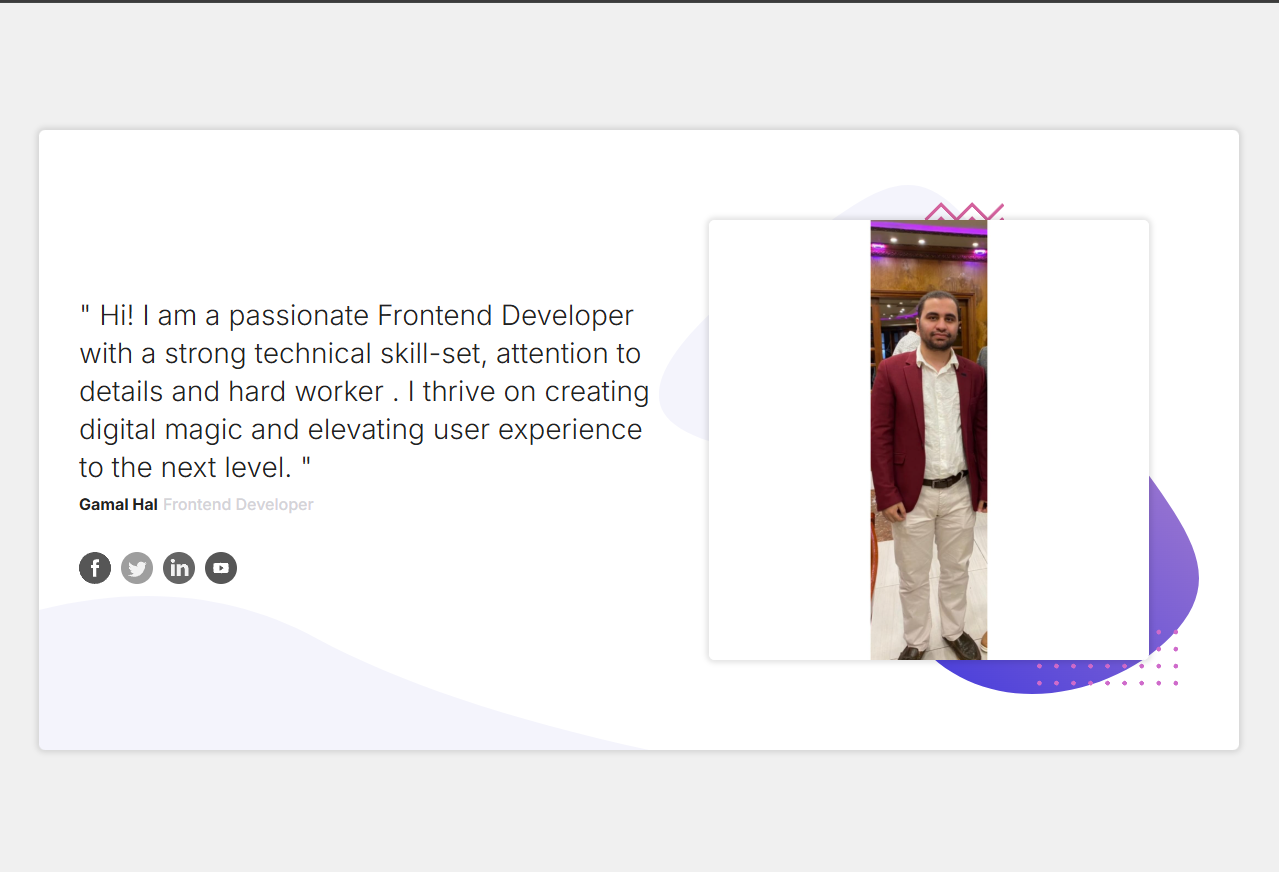 " Hi! I am a passionate Frontend Developer
with a strong technical skill-set, attention to
details and hard worker . I thrive on creating
digital magic and elevating user experience
to the next level. "
Gamal Hal Frontend Developer